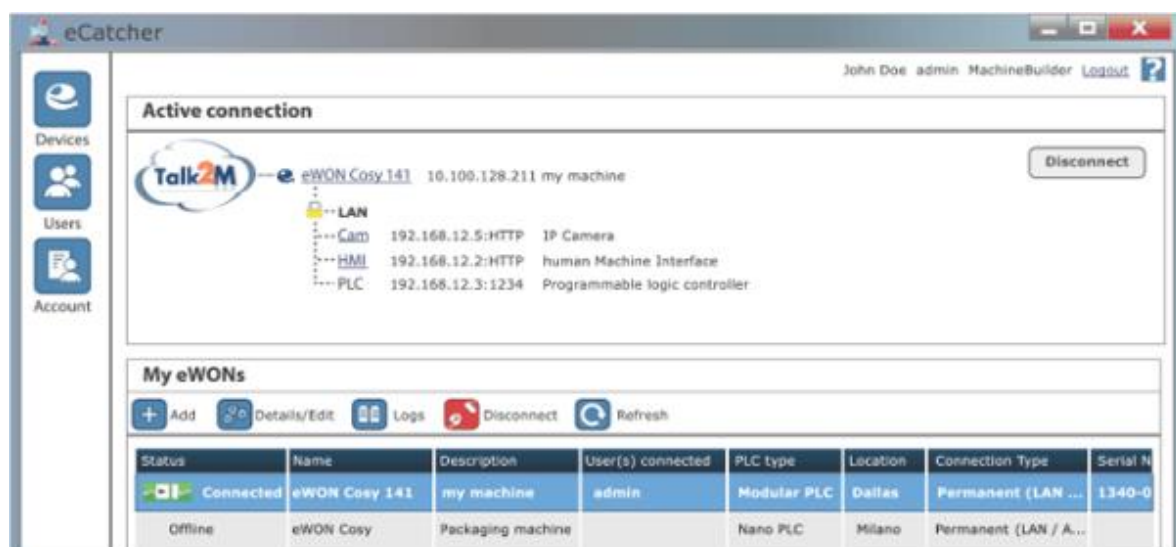 eCatcher
John Doe admin MachineBuilder Logout ?
Devices
Users
Account
Active connection
Disconnect
Talk2M
eWON Cosy 141 10.100.128.211 my machine
LAN
Cam 192.168.12.5:HTTP IP Camera
HMI 192.168.12.2:HTTP human Machine Interface
PLC 192.168.12.3:1234 Programmable logic controller
My eWONs
Add Details/Edit Logs Disconnect Refresh
Status Name Description User(s) connected PLC type Location Connection Type Serial N
Connected eWON Cosy 141 my machine admin Modular PLC Dallas Permanent (LAN ... 1340-0
Offline eWON Cosy Packaging machine Nano PLC Milano Permanent (LAN / A...